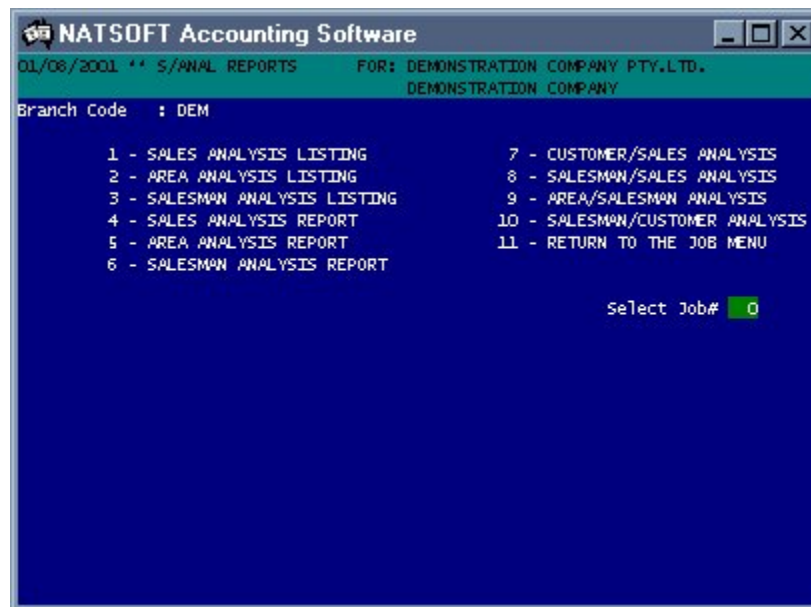 NATSOFT Accounting Software
01/08/2001 '' S/ANAL REPORTS FOR: DEMONSTRATION COMPANY PTY.LTD.
DEMONSTRATION COMPANY
Branch Code : DEM
1 - SALES ANALYSIS LISTING 7 - CUSTOMER/SALES ANALYSIS
2 - AREA ANALYSIS LISTING 8 - SALESMAN/SALES ANALYSIS
3 - SALESMAN ANALYSIS LISTING 9 - AREA/SALESMAN ANALYSIS
4 - SALES ANALYSIS REPORT 10 - SALESMAN/CUSTOMER ANALYSIS
5 - AREA ANALYSIS REPORT 11 - RETURN TO THE JOB MENU
6 - SALESMAN ANALYSIS REPORT
Select Job# 0